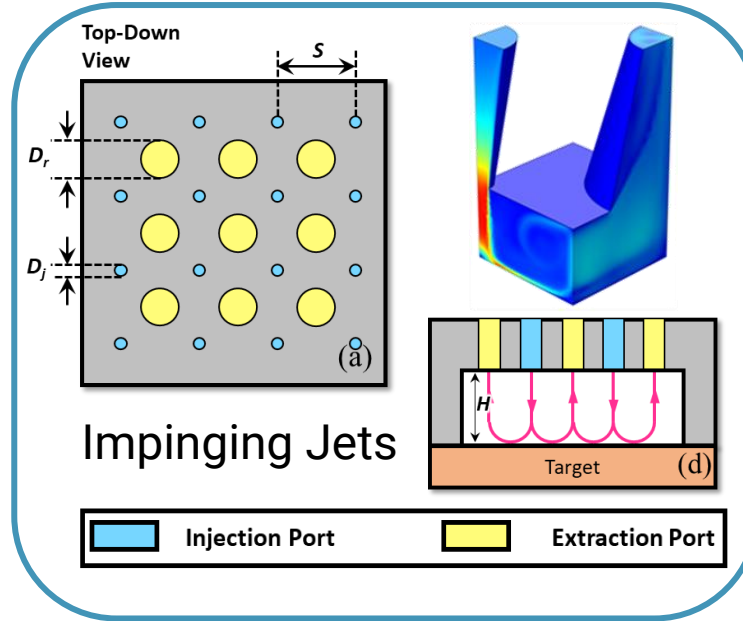 Top-Down
View
S
D_r
D_j
(a)
H
Target
(d)
Impinging Jets
Injection Port
Extraction Port